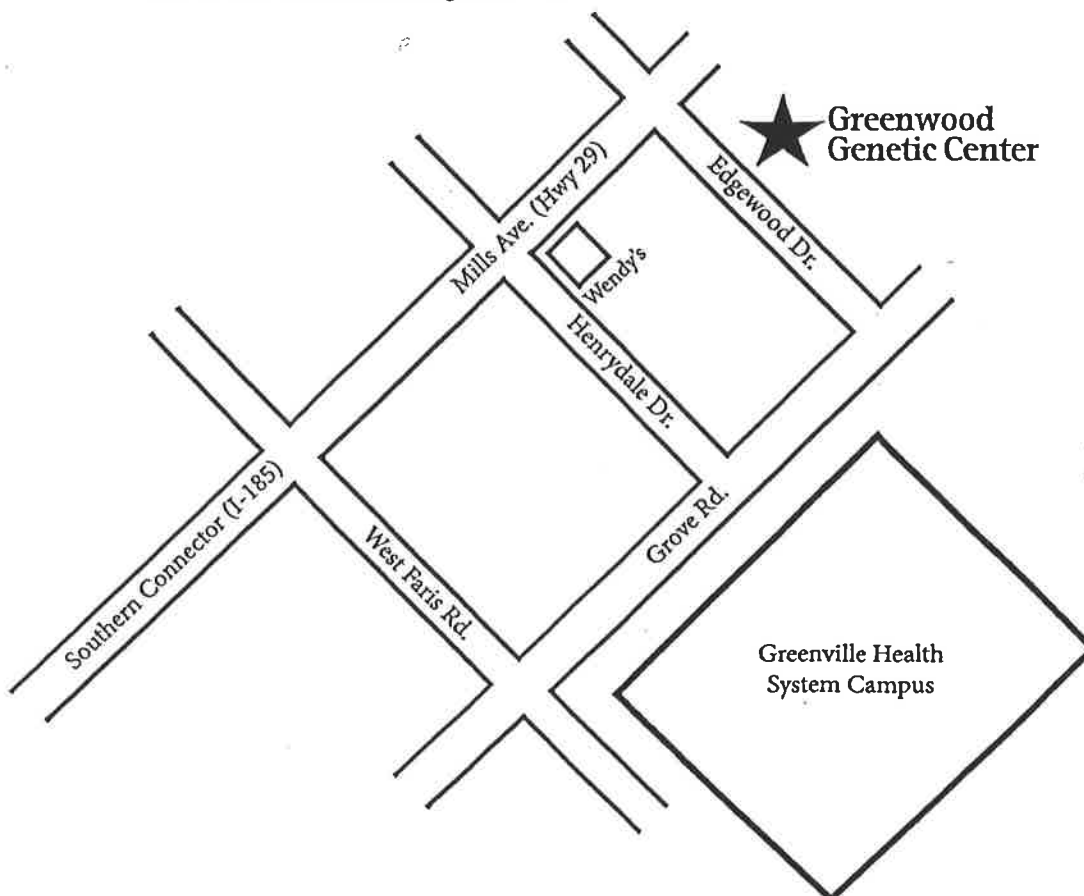 Greenwood
Genetic Center
Edgewood Dr.
Mills Ave. (Hwy 29)
Wendy's
Henrydale Dr.
Southern Connector (I-185)
West Faris Rd.
Grove Rd.
Greenville Health
System Campus